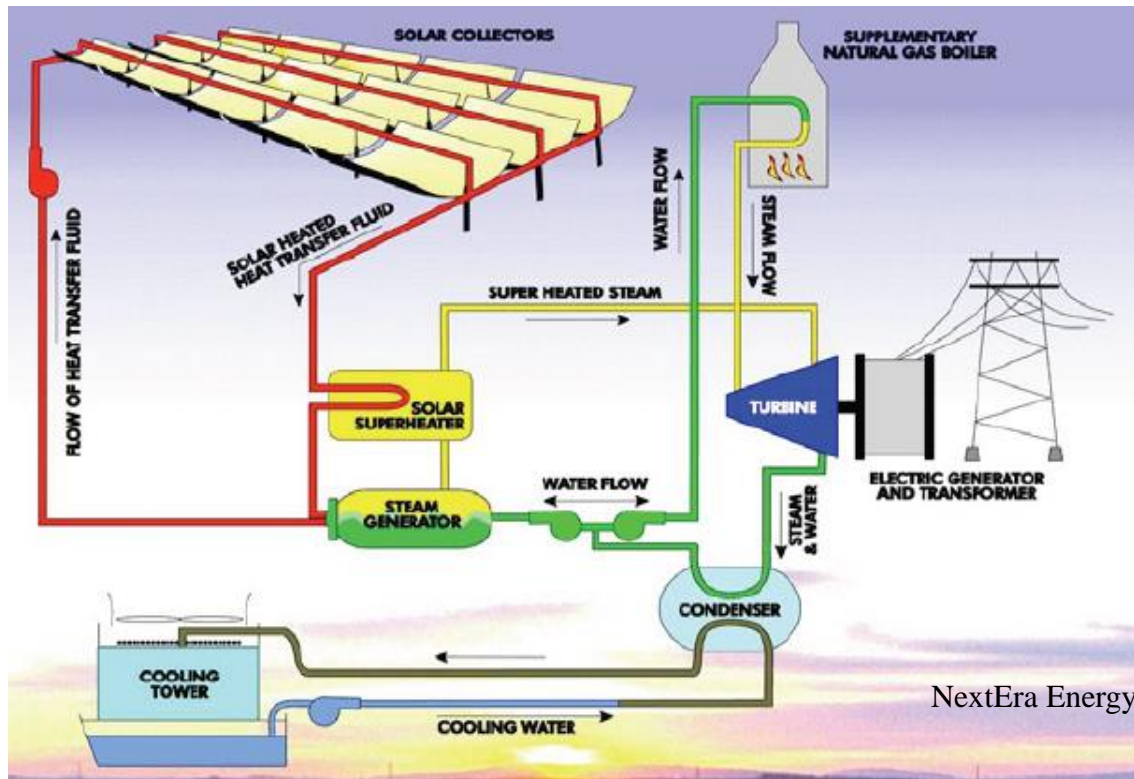 SOLAR COLLECTORS
SUPPLEMENTARY
NATURAL GAS BOILER
FLOW OF HEAT TRANSFER FLUID
SOLAR HEATED
HEAT TRANSFER FLUID
WATER FLOW
STEAM FLOW
SUPER HEATED STEAM
SOLAR
SUPERHEATER
TURBINE
ELECTRIC GENERATOR
AND TRANSFORMER
STEAM
GENERATOR
WATER FLOW
STEAM
& WATER
CONDENSER
COOLING
TOWER
COOLING WATER
NextEra Energy